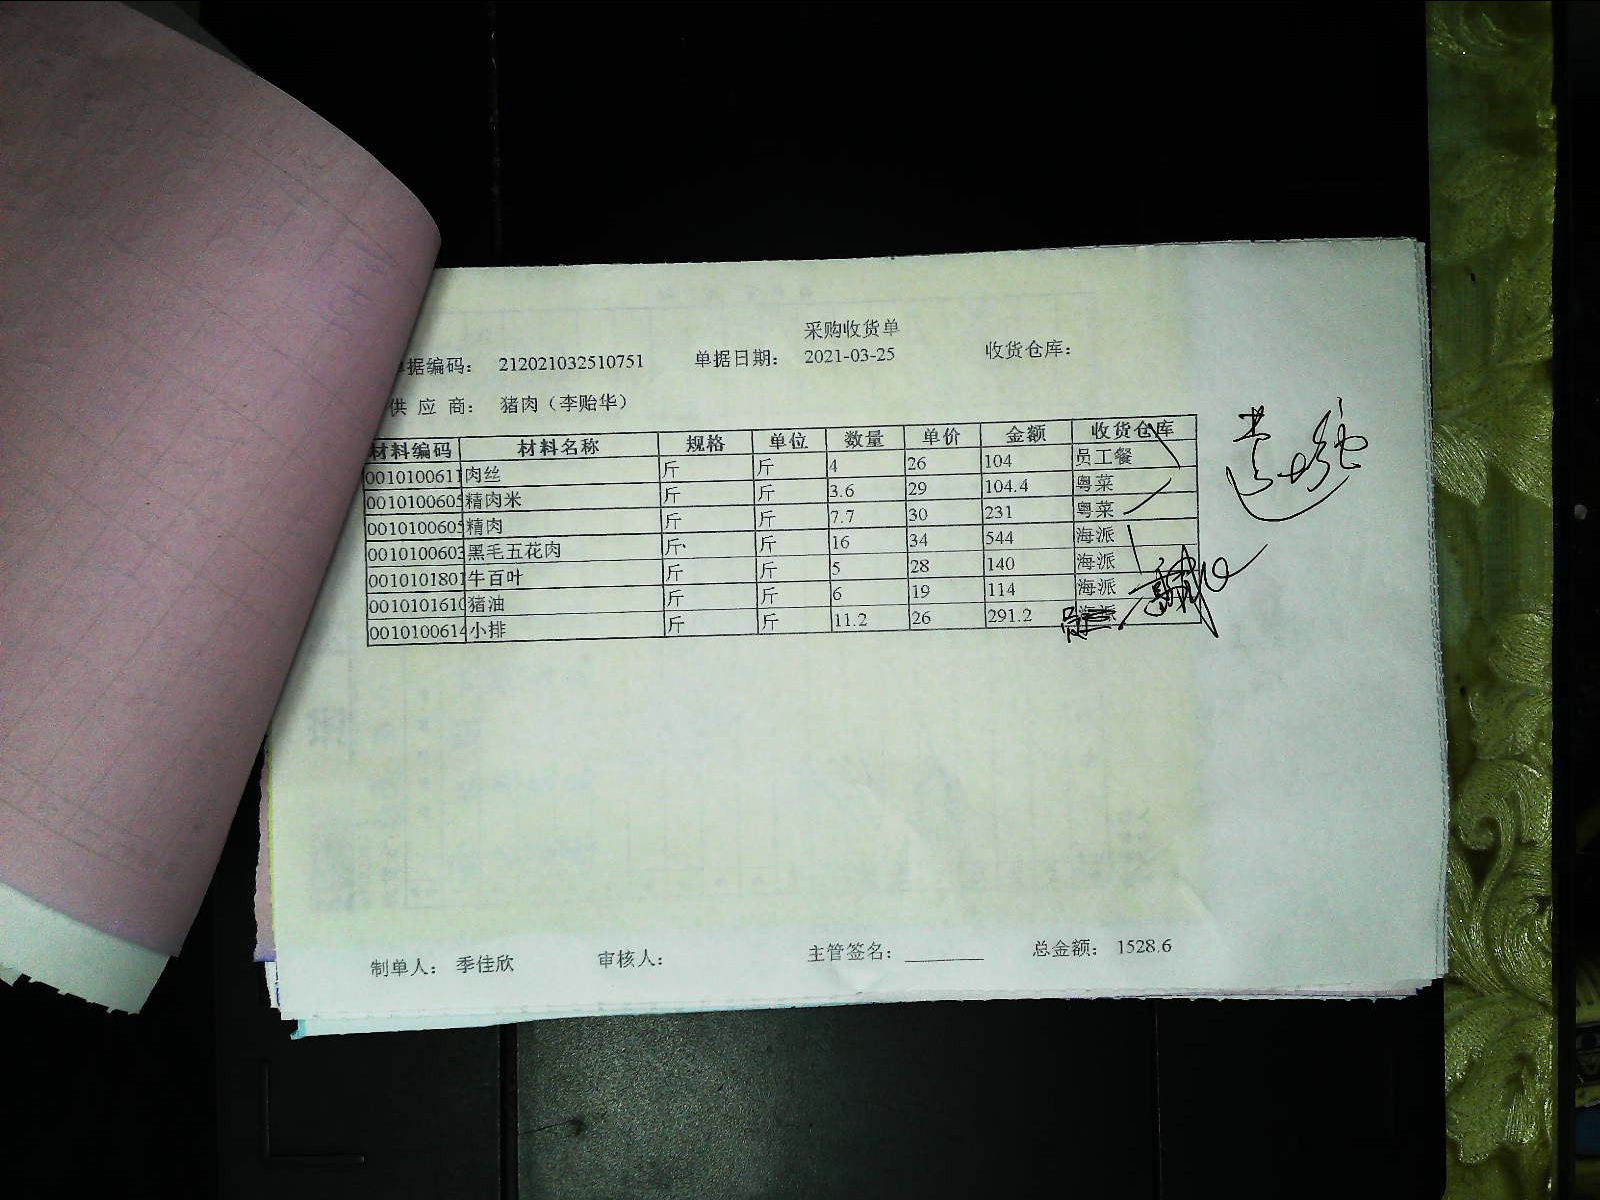 采购收货单
单据编码： 212021032510751 单据日期： 2021-03-25 收货仓库：
供 应 商： 猪肉（李贻华）
材料编码 材料名称 规格 单位 数量 单价 金额 收货仓库
0010100611 肉丝 斤 斤 4 26 104 员工餐
001010060 精肉米 斤 斤 3.6 29 104.4 粤菜
001010060 精肉 斤 斤 7.7 30 231 粤菜
0010100603 黑毛五花肉 斤 斤 16 34 544 海派
0010101801 牛百叶 斤 斤 5 28 140 海派
0010101610 猪油 斤 斤 6 19 114 海派
0010100614 小排 斤 斤 11.2 26 291.2 海派
制单人： 季佳欣 审核人： 主管签名： ________ 总金额： 1528.6